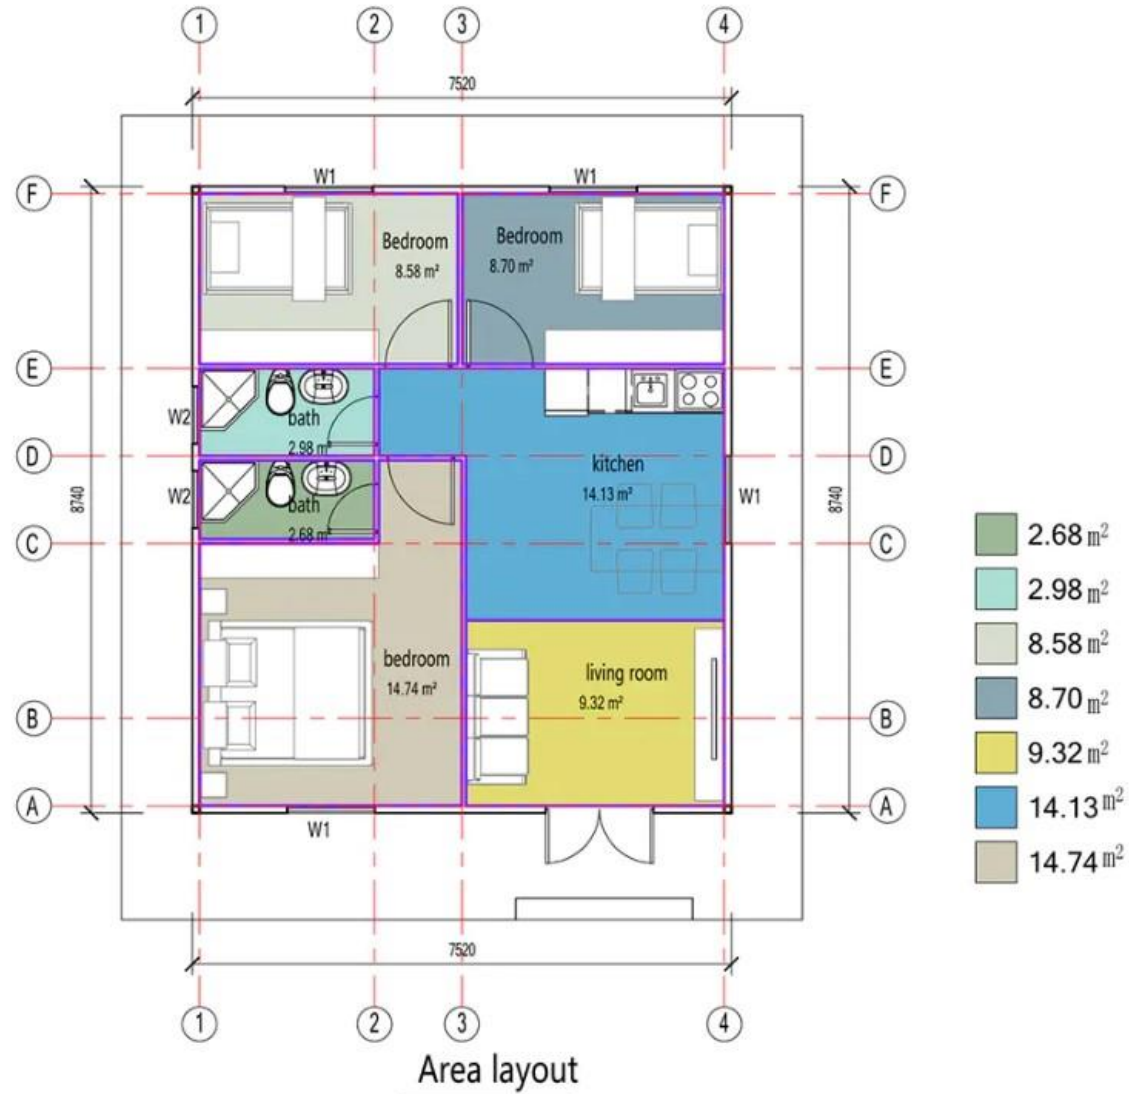 1 2 3 4
7520
W1 W1
F F
Bedroom Bedroom
8.58 m² 8.70 m²
E E
W2 bath
2.98 m²
D D
kitchen
14.13 m²
8740 W2 W1 8740
bath
2.68 m²
C C
bedroom
14.74 m²
living room
9.32 m²
B B
A A
W1
7520
1 2 3 4
Area layout
2.68 m²
2.98 m²
8.58 m²
8.70 m²
9.32 m²
14.13 m²
14.74 m²